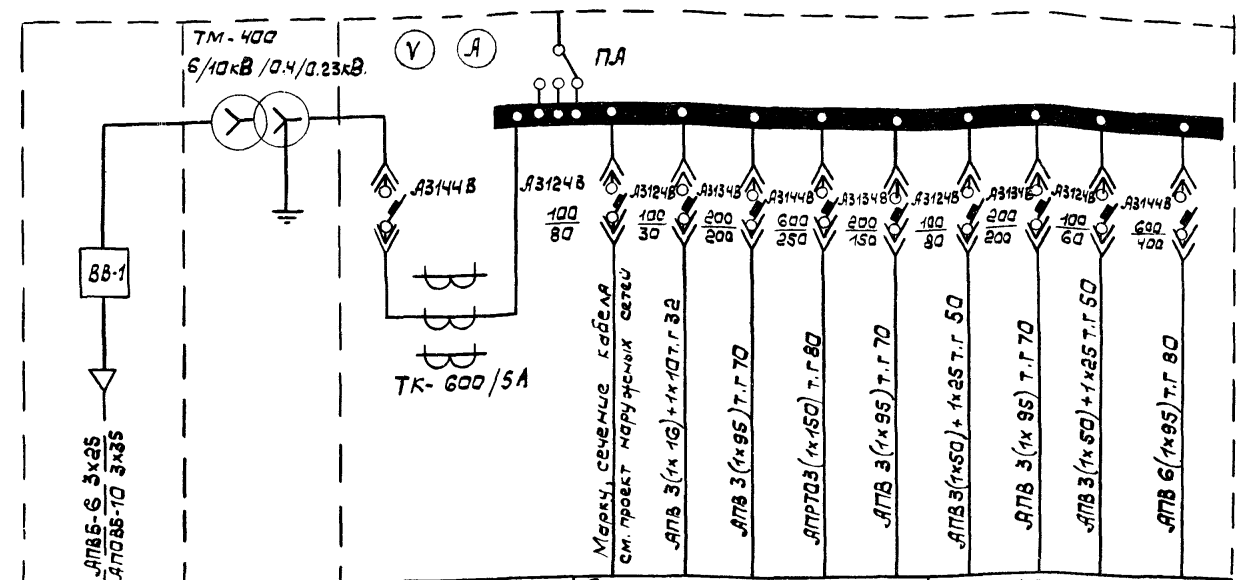 ТМ-400
6/10кВ/0.4/0.23кВ.
V
А
ПА
А3144В
А3124В
100
80
А3124В
100
30
А3134В
200
200
А3144В
600
250
А3134В
200
150
А3124В
100
80
А3134В
200
200
А3124В
100
60
А3144В
600
400
ВВ-1
ТК-600/5А
АПВБ-6 3х25
АПОВБ-10 3х35
Марку, сечение кабеля
см. проект наружных сетей
АПВ 3(1х16)+1х10 т.г 32
АПВ 3(1х95) т.г 70
АПРТО3(1х150) т.г 80
АПВ 3(1х95) т.г 70
АПВ3(1х50)+1х25 т.г 50
АПВ 3(1х95) т.г 70
АПВ 3(1х50)+1х25 т.г 50
АПВ 6(1х95) т.г 80